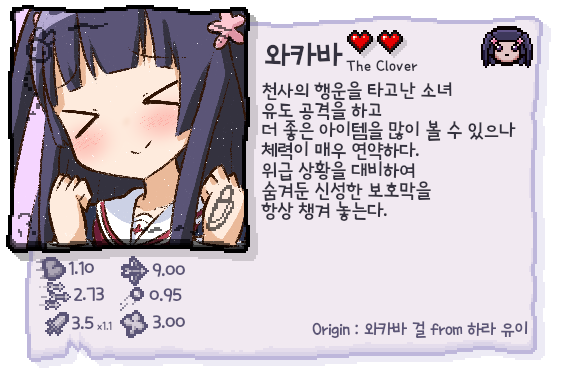 와카바
The Clover
천사의 행운을 타고난 소녀
유도 공격을 하고
더 좋은 아이템을 많이 볼 수 있으나
체력이 매우 연약하다.
위급 상황을 대비하여
숨겨둔 신성한 보호막을
항상 챙겨 놓는다.
1.10 9.00
2.73 0.95
3.5 x1.1 3.00
Origin : 와카바 걸 from 하라 유이